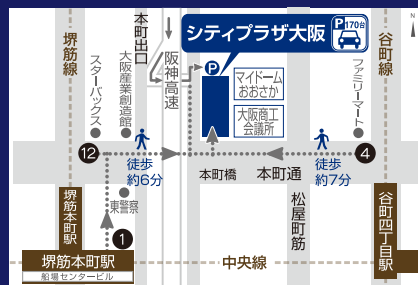 シティプラザ大阪
P170台
N
堺筋線
スターバックス
大阪産業創造館
本町出口
阪神高速
P
マイドーム
おおさか
大阪商工
会議所
ファミリーマート
谷町線
12
徒歩
約6分
本町橋
本町通
徒歩
約7分
4
東警察
1
堺筋本町駅
松屋町筋
谷町四丁目駅
堺筋本町駅
船場センタービル
中央線